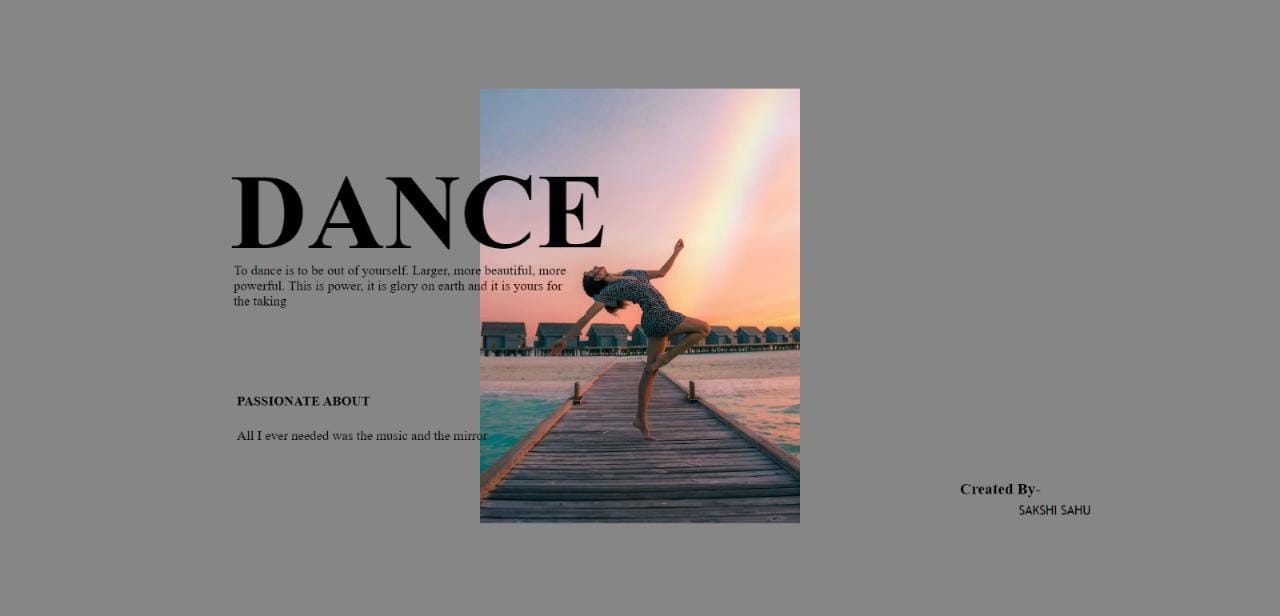 DANCE
To dance is to be out of yourself. Larger, more beautiful, more
powerful. This is power, it is glory on earth and it is yours for
the taking
PASSIONATE ABOUT
All I ever needed was the music and the mirror
Created By-
SAKSHI SAHU